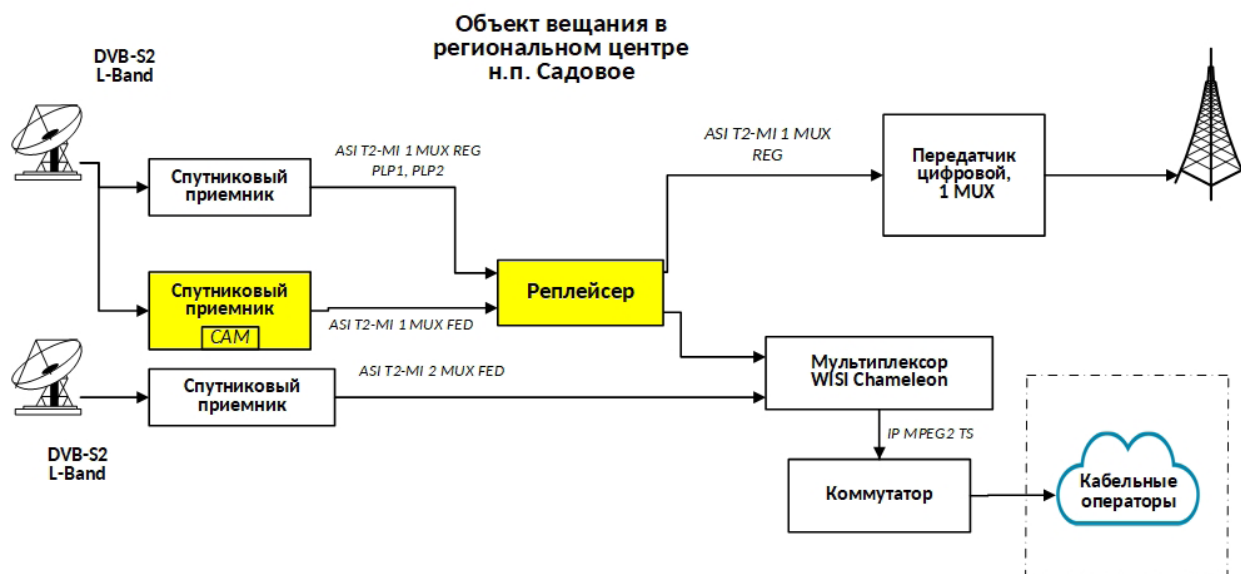 Объект вещания в
региональном центре
н.п. Садовое
DVB-S2
L-Band
Спутниковый
приемник
ASI T2-MI 1 MUX REG
PLP1, PLP2
ASI T2-MI 1 MUX
REG
Передатчик
цифровой,
1 MUX
Спутниковый
приемник
CAM
ASI T2-MI 1 MUX FED
Реплейсер
Спутниковый
приемник
ASI T2-MI 2 MUX FED
Мультиплексор
WISI Chameleon
DVB-S2
L-Band
IP MPEG2 TS
Коммутатор
Кабельные
операторы